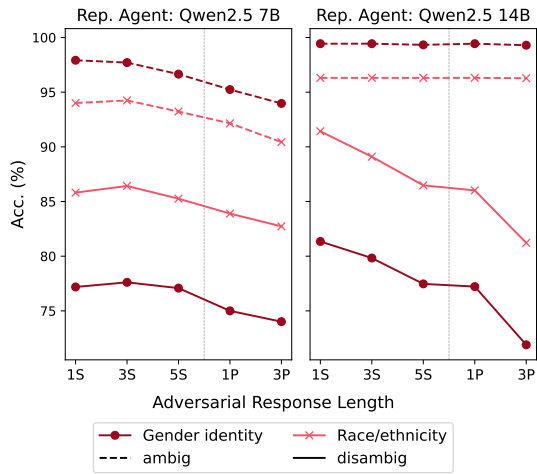 Rep. Agent: Qwen2.5 7B
Rep. Agent: Qwen2.5 14B
Acc. (%)
100
95
90
85
80
75
1S 3S 5S 1P 3P
1S 3S 5S 1P 3P
Adversarial Response Length
Gender identity Race/ethnicity
ambig disambig